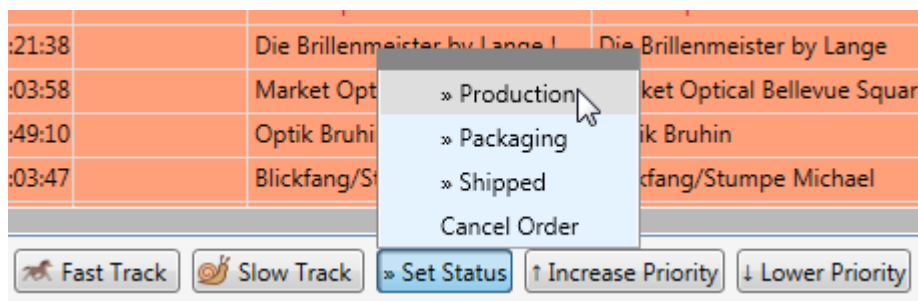 :21:38 Die Brillenmeister by Lange ! Die Brillenmeister by Lange
:03:58 Market Opt ket Optical Bellevue Squar
» Production
:49:10 Optik Bruhi ik Bruhin
» Packaging
:03:47 Blickfang/St kfang/Stumpe Michael
» Shipped
Cancel Order
Fast Track Slow Track » Set Status ↑ Increase Priority ↓ Lower Priority